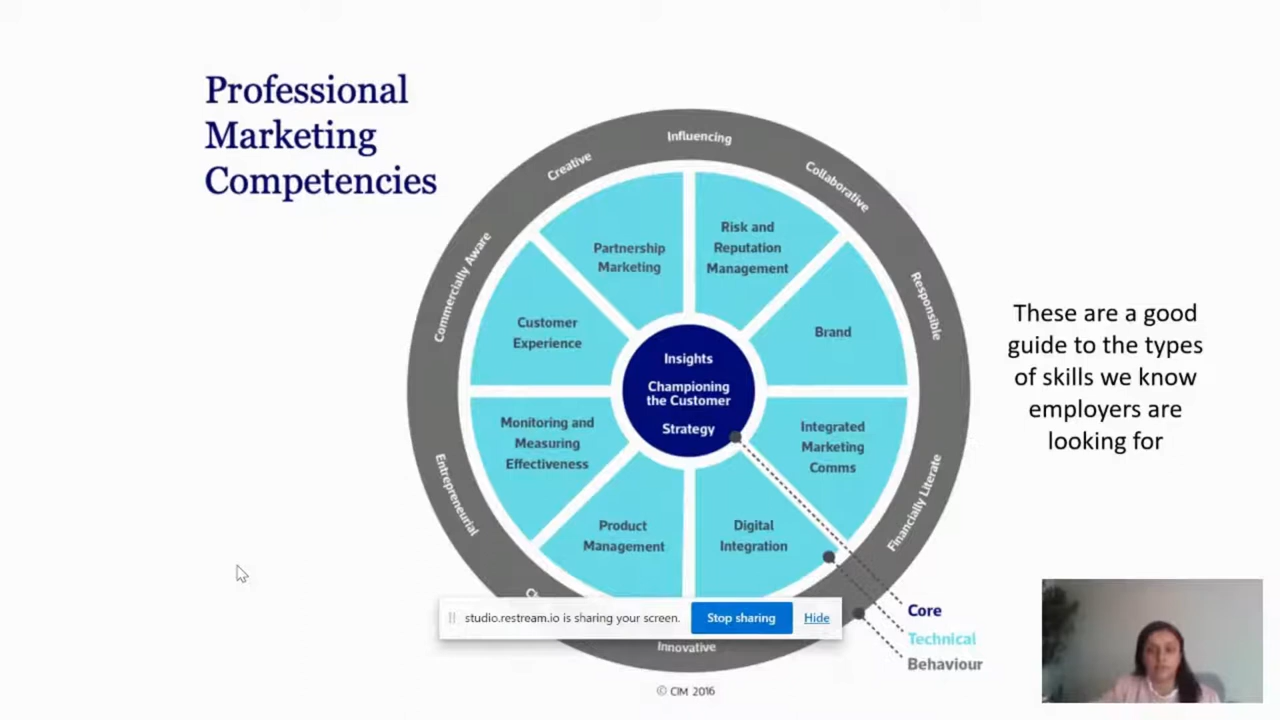 Professional
Marketing
Competencies
Influencing
Creative
Collaborative
Commercially Aware
Responsible
Entrepreneurial
Financially Literate
Innovative
Partnership
Marketing
Risk and
Reputation
Management
Customer
Experience
Brand
Insights
Championing
the Customer
Strategy
Monitoring and
Measuring
Effectiveness
Integrated
Marketing
Comms
Product
Management
Digital
Integration
These are a good
guide to the types
of skills we know
employers are
looking for
studio.restream.io is sharing your screen.
Stop sharing
Hide
Core
Technical
Behaviour
© CIM 2016